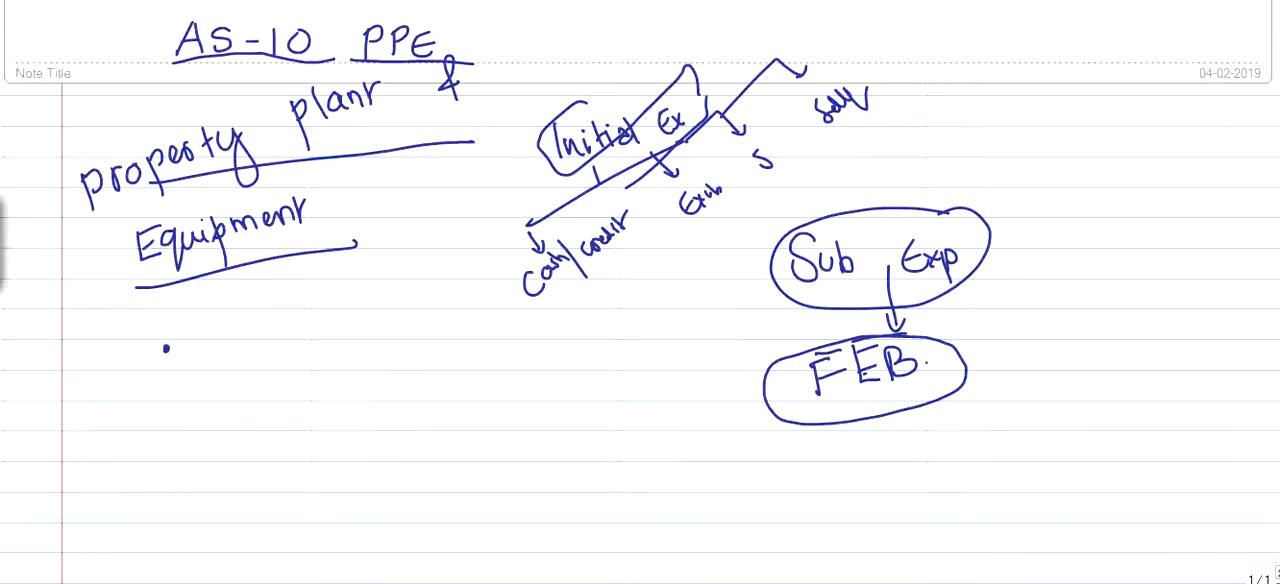 AS-10 PPE
Note Title
04-02-2019
property plant &
Equipment
Initial Ex
Cash/credit
S
Sub Exp
FEB.
1/1